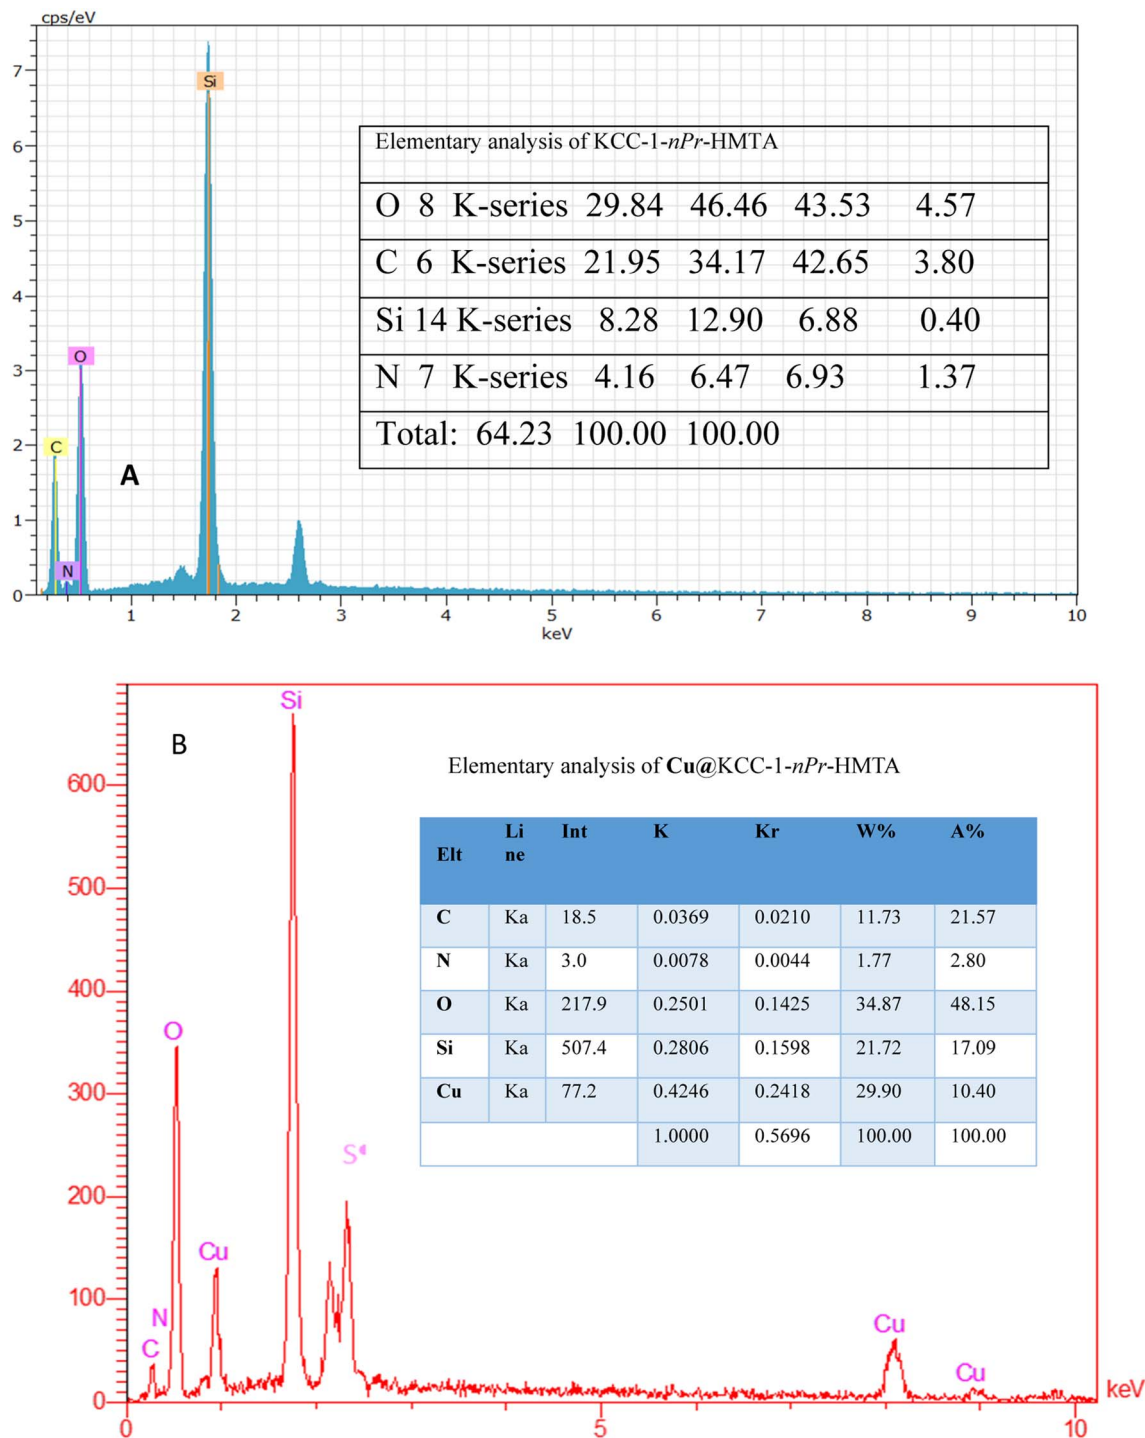 cps/eV
7
6
5
4
3
2
1
0
Si
O
C
N
A
1 2 3 4 5 6 7 8 9 10
keV
Elementary analysis of KCC-1-nPr-HMTA
O 8 K-series 29.84 46.46 43.53 4.57
C 6 K-series 21.95 34.17 42.65 3.80
Si 14 K-series 8.28 12.90 6.88 0.40
N 7 K-series 4.16 6.47 6.93 1.37
Total: 64.23 100.00 100.00
B
600
500
400
300
200
100
0
Si
O
S
Cu
N
C
Cu
Cu
keV
0 5 10
Elementary analysis of Cu@KCC-1-nPr-HMTA
Elt Li ne Int K Kr W% A%
C Ka 18.5 0.0369 0.0210 11.73 21.57
N Ka 3.0 0.0078 0.0044 1.77 2.80
O Ka 217.9 0.2501 0.1425 34.87 48.15
Si Ka 507.4 0.2806 0.1598 21.72 17.09
Cu Ka 77.2 0.4246 0.2418 29.90 10.40
1.0000 0.5696 100.00 100.00